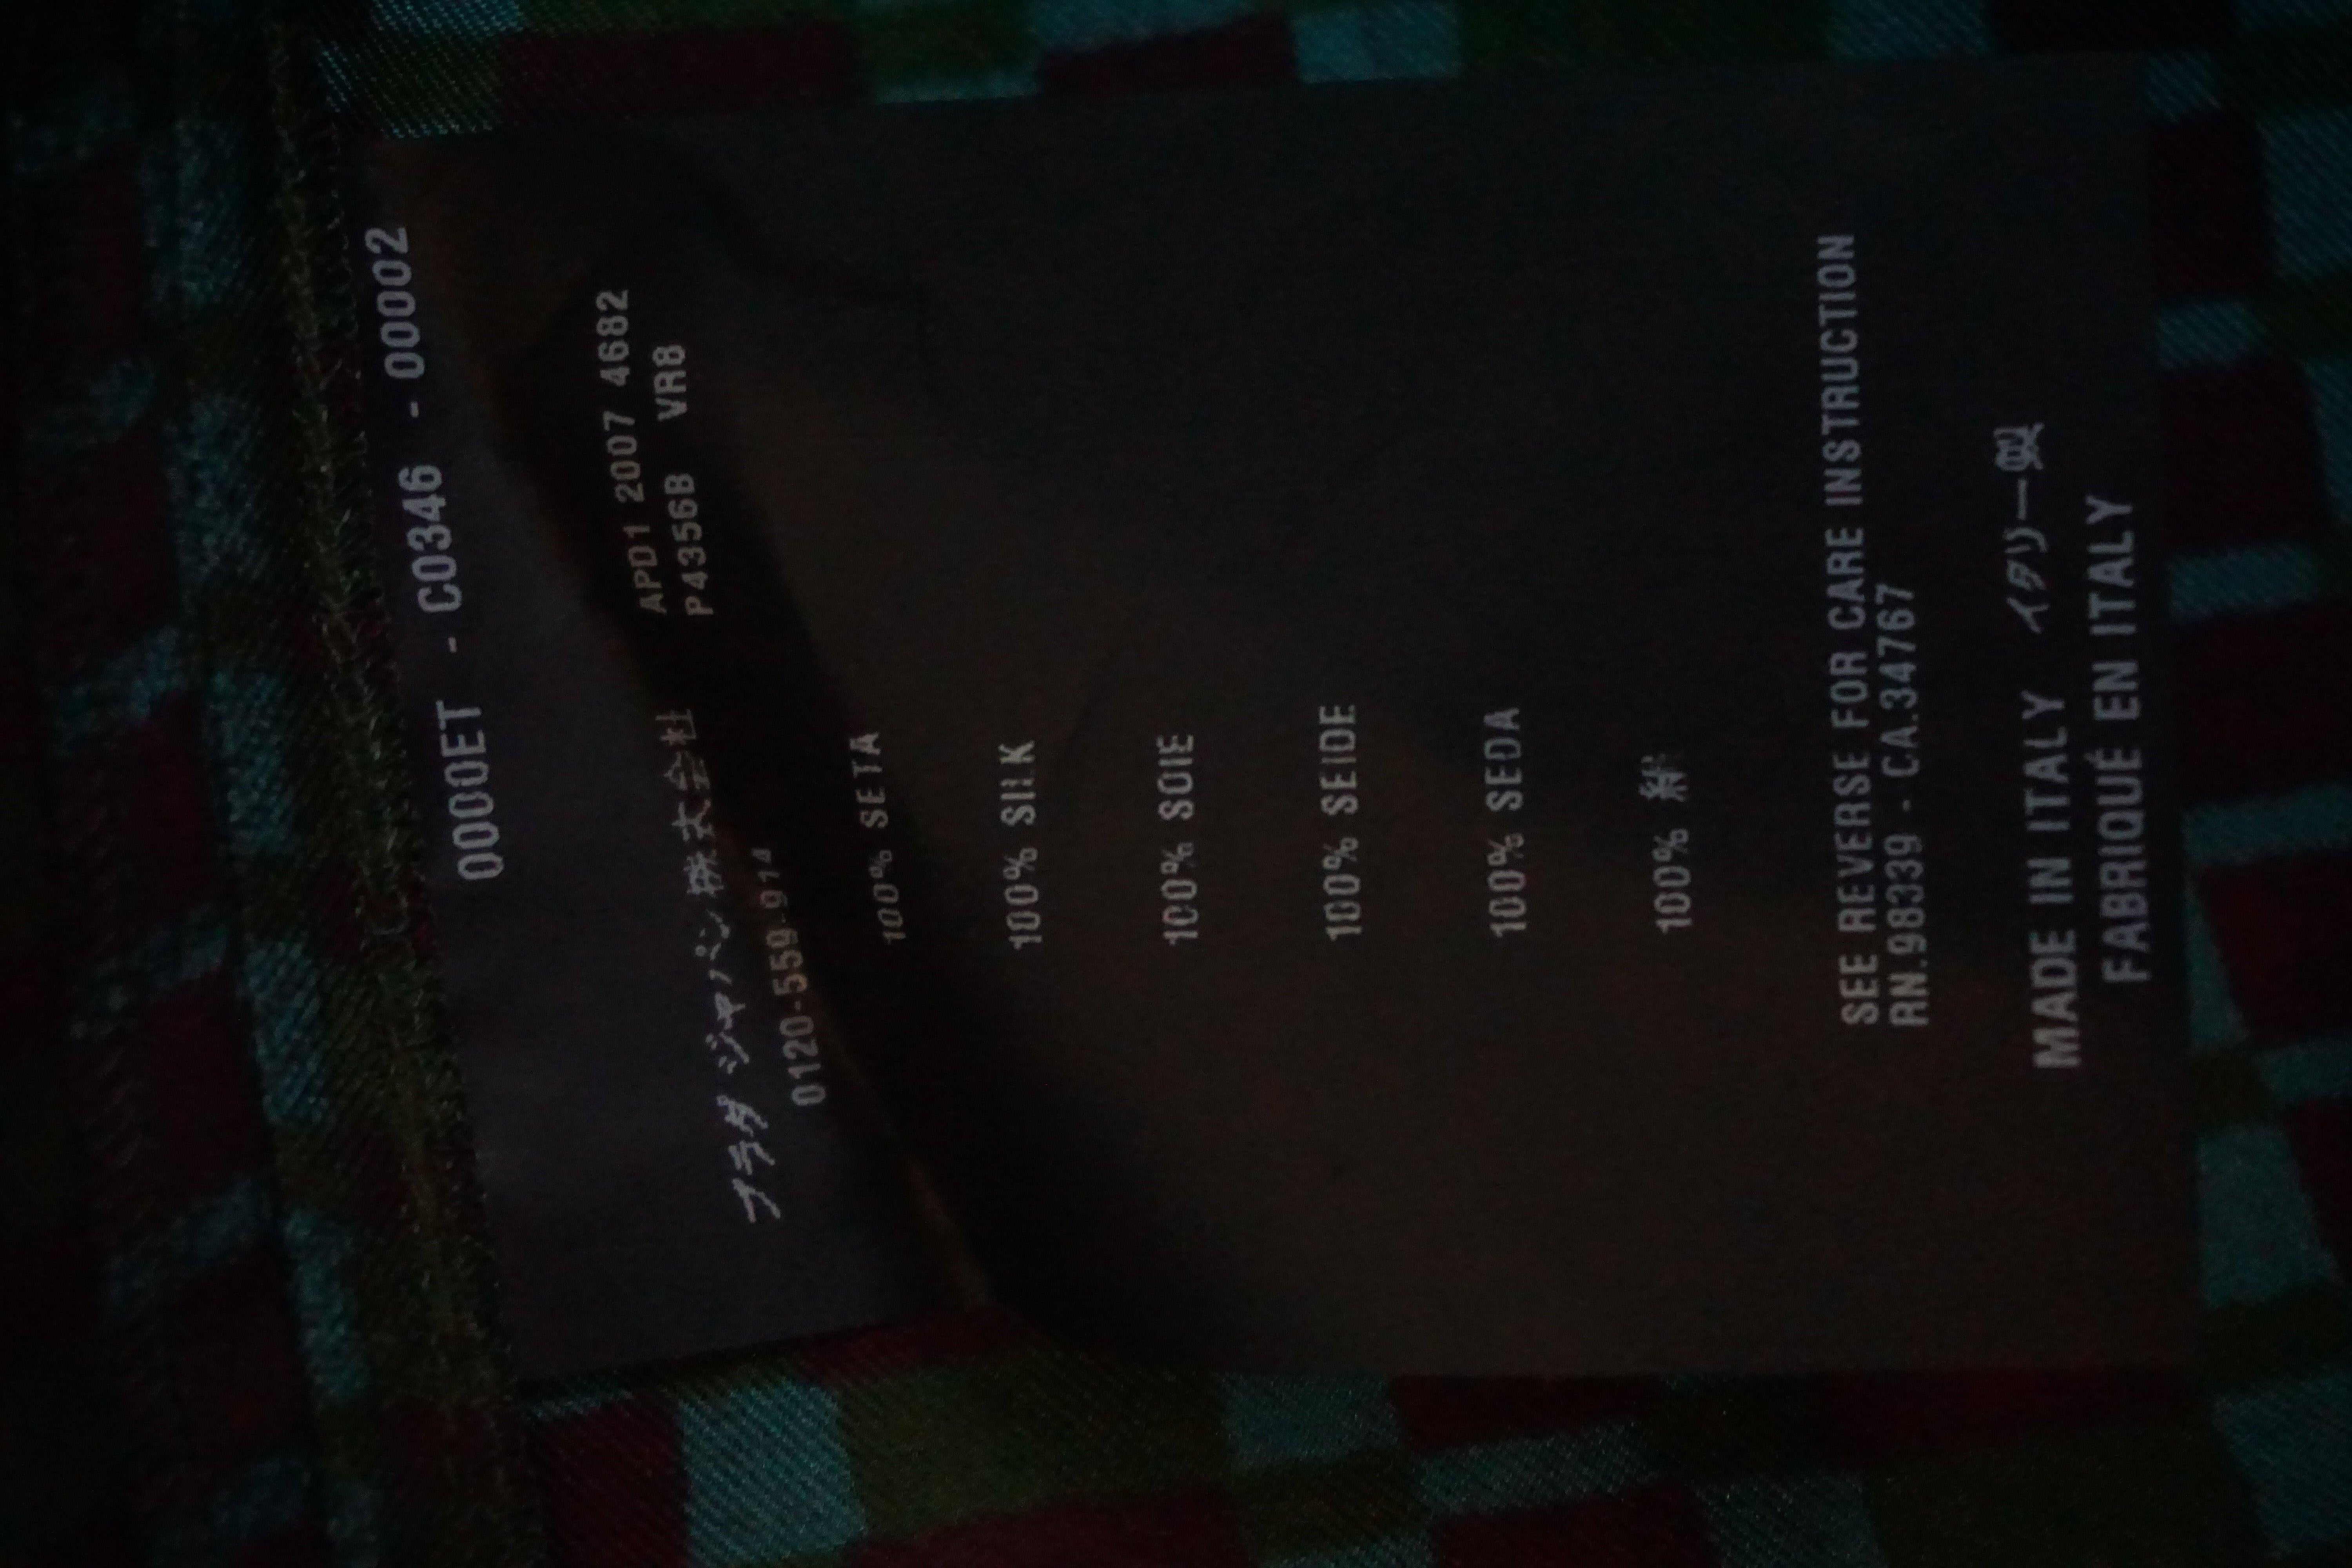 000OET - C0346 - 00002
APD1 2007 4682
P4356B VR8
プラダ ジャパン株式会社
0120-559-914
100% SETA
100% SILK
100% SOIE
100% SEIDE
100% SEDA
100% 絹
SEE REVERSE FOR CARE INSTRUCTION
RN.98339 - CA.34767
MADE IN ITALY イタリー製
FABRIQUÉ EN ITALY